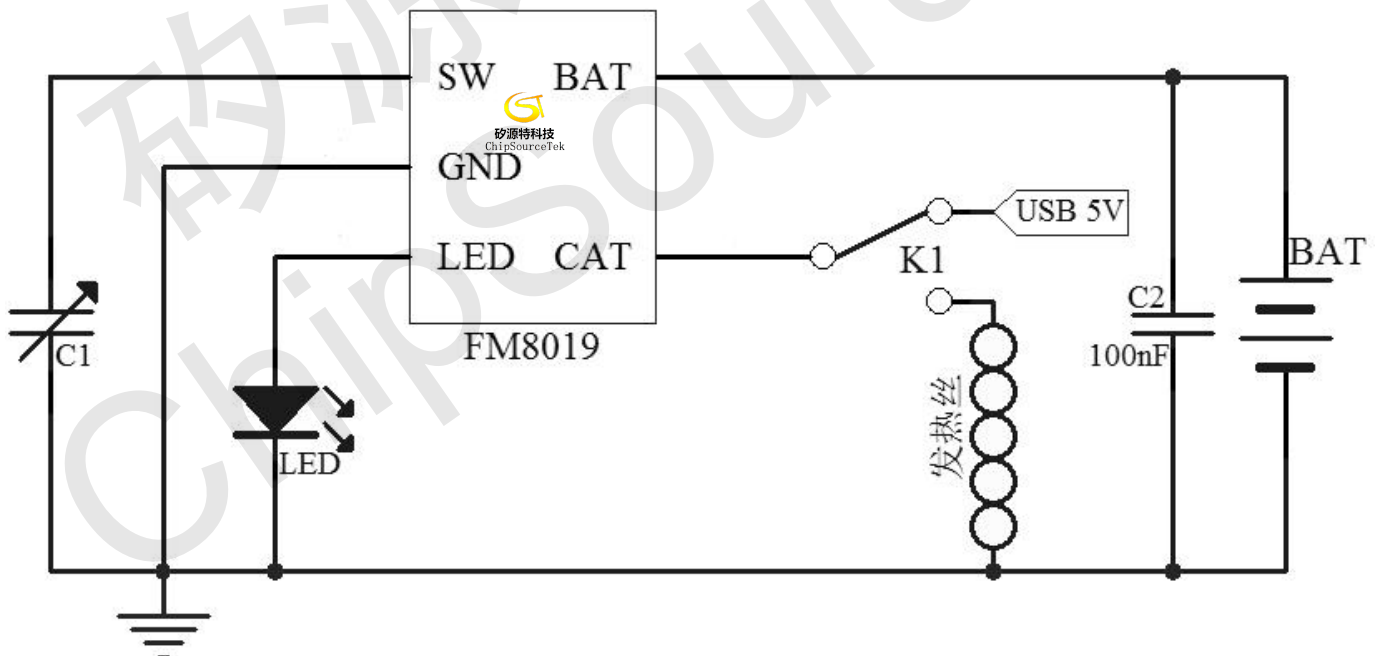 矽源
ChipSource
SW
BAT
矽源特科技
ChipSourceTek
GND
USB 5V
LED
CAT
K1
BAT
C2
FM8019
C1
100nF
发热丝
LED